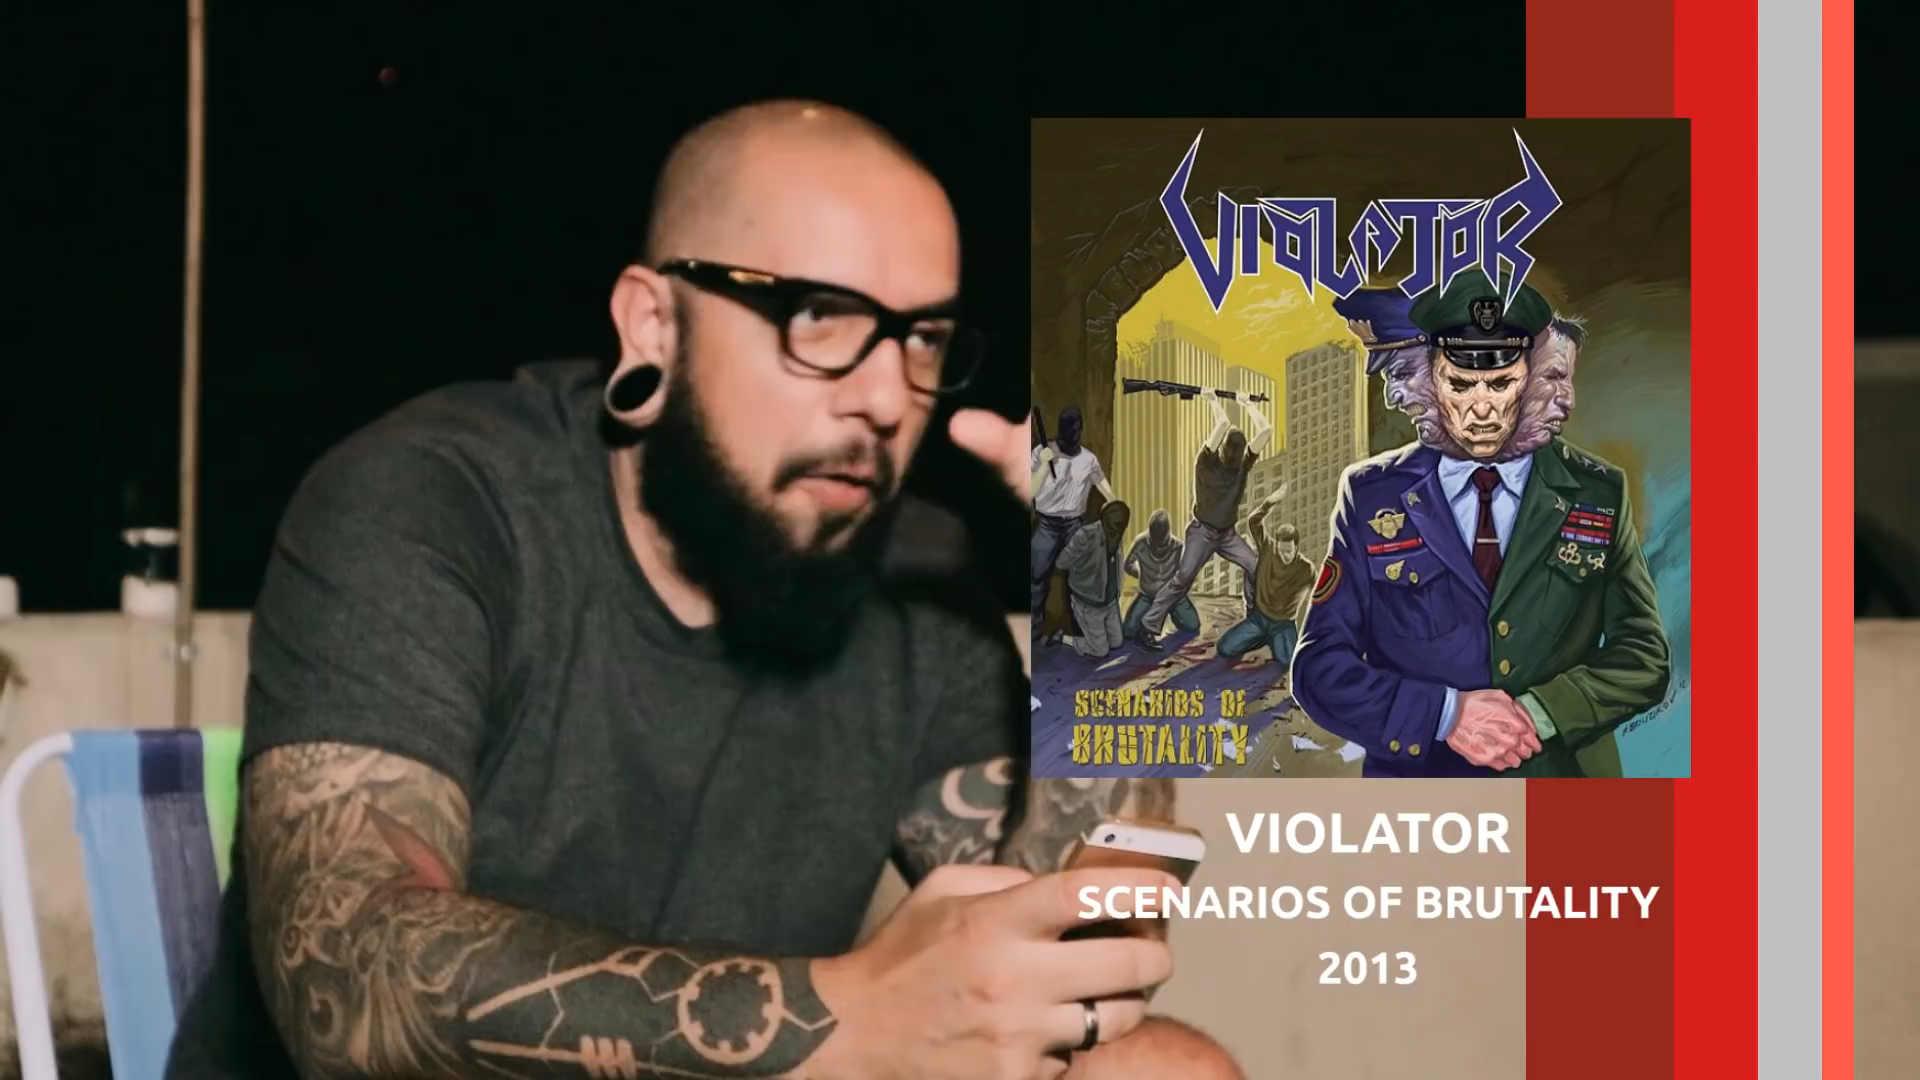 VIOLATOR
SCENARIOS OF
BRUTALITY
VIOLATOR
SCENARIOS OF BRUTALITY
2013